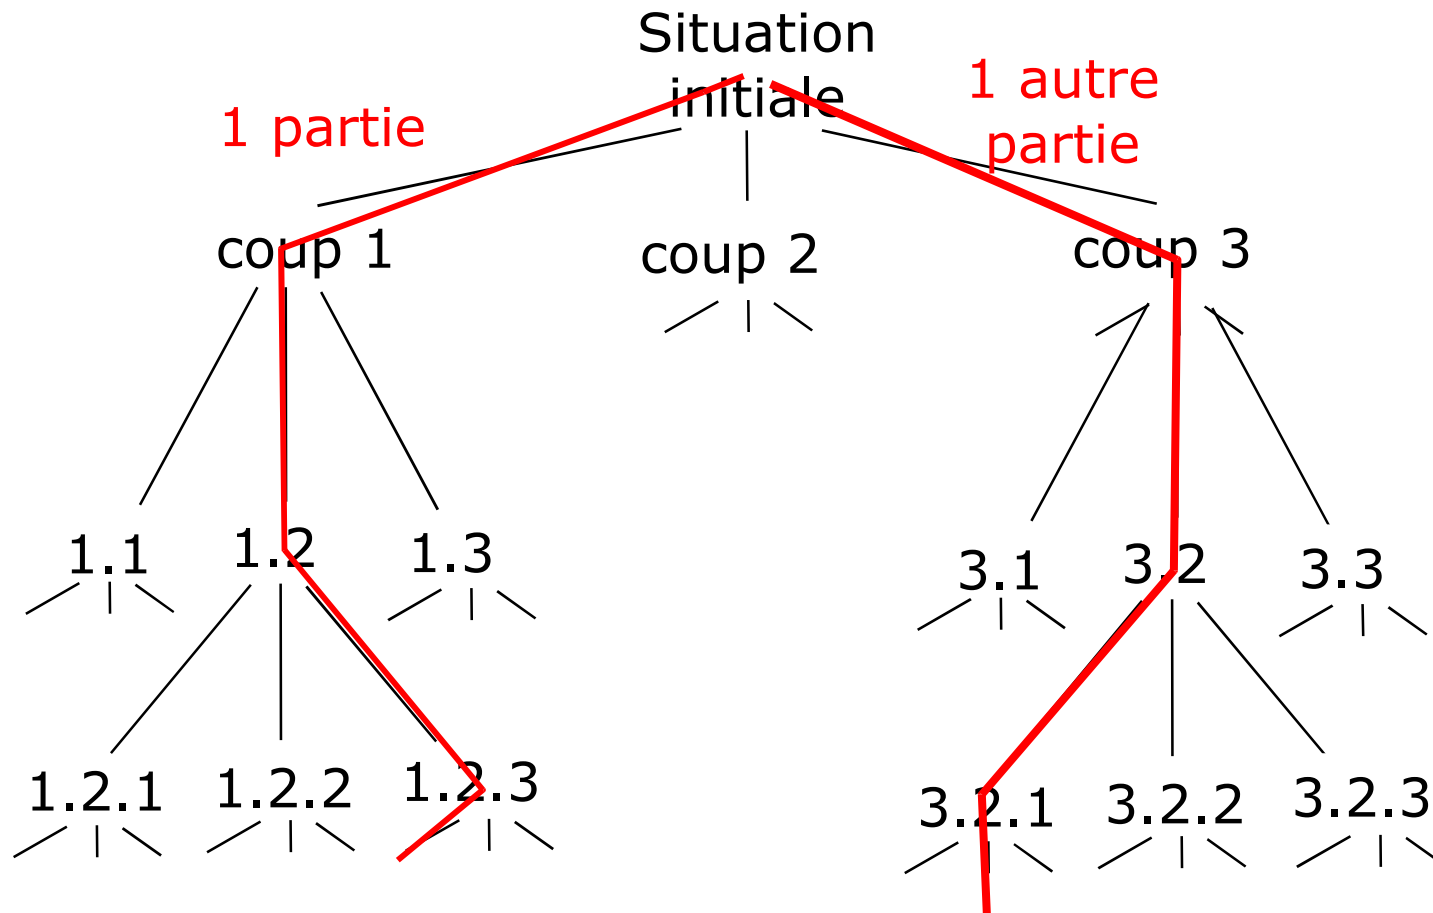 Situation
initiale
1 partie
1 autre
partie
coup 1
coup 2
coup 3
1.1
1.2
1.3
3.1
3.2
3.3
1.2.1
1.2.2
1.2.3
3.2.1
3.2.2
3.2.3